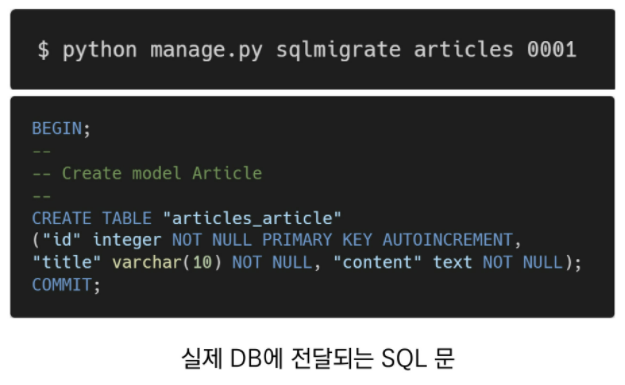 $ python manage.py sqlmigrate articles 0001
BEGIN;
--
-- Create model Article
--
CREATE TABLE "articles_article"
("id" integer NOT NULL PRIMARY KEY AUTOINCREMENT,
"title" varchar(10) NOT NULL, "content" text NOT NULL);
COMMIT;
실제 DB에 전달되는 SQL 문